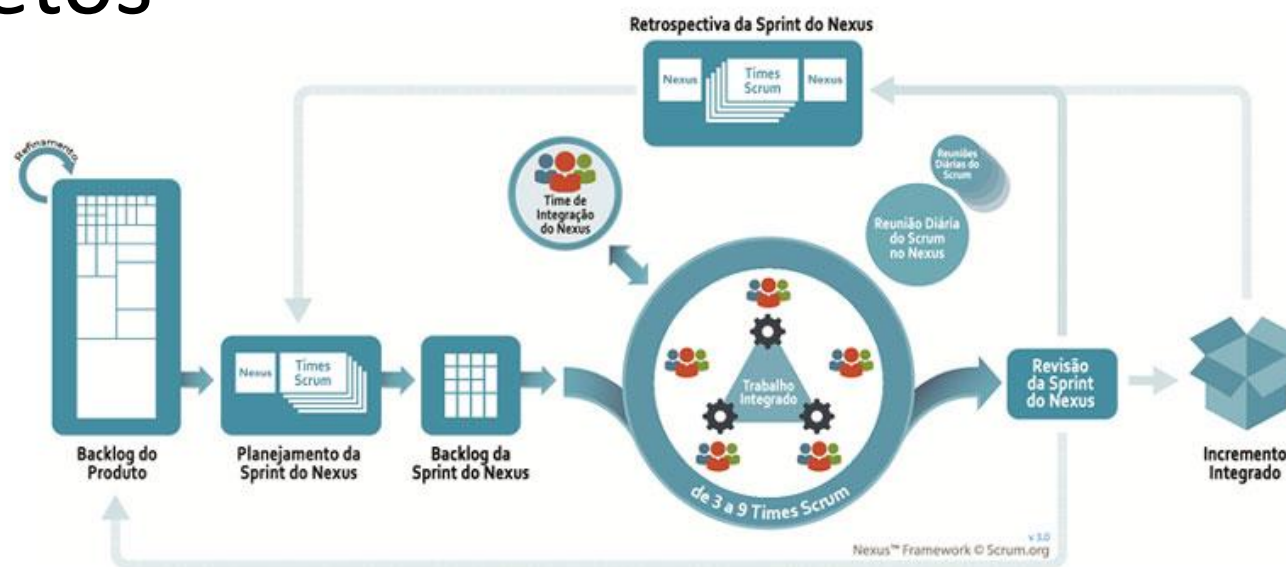 Retrospectiva da Sprint do Nexus
Nexus
Times
Scrum
Nexus
Refinamento
Time de
Integração
do Nexus
Reuniões
Diárias do
Scrum
Reunião Diária
do Scrum
no Nexus
Nexus
Times
Scrum
Trabalho
Integrado
Revisão
da Sprint
do Nexus
Backlog do
Produto
Planejamento da
Sprint do Nexus
Backlog da
Sprint do Nexus
de 3 a 9 Times Scrum
Incremento
Integrado
v 3.0
Nexus™ Framework © Scrum.org